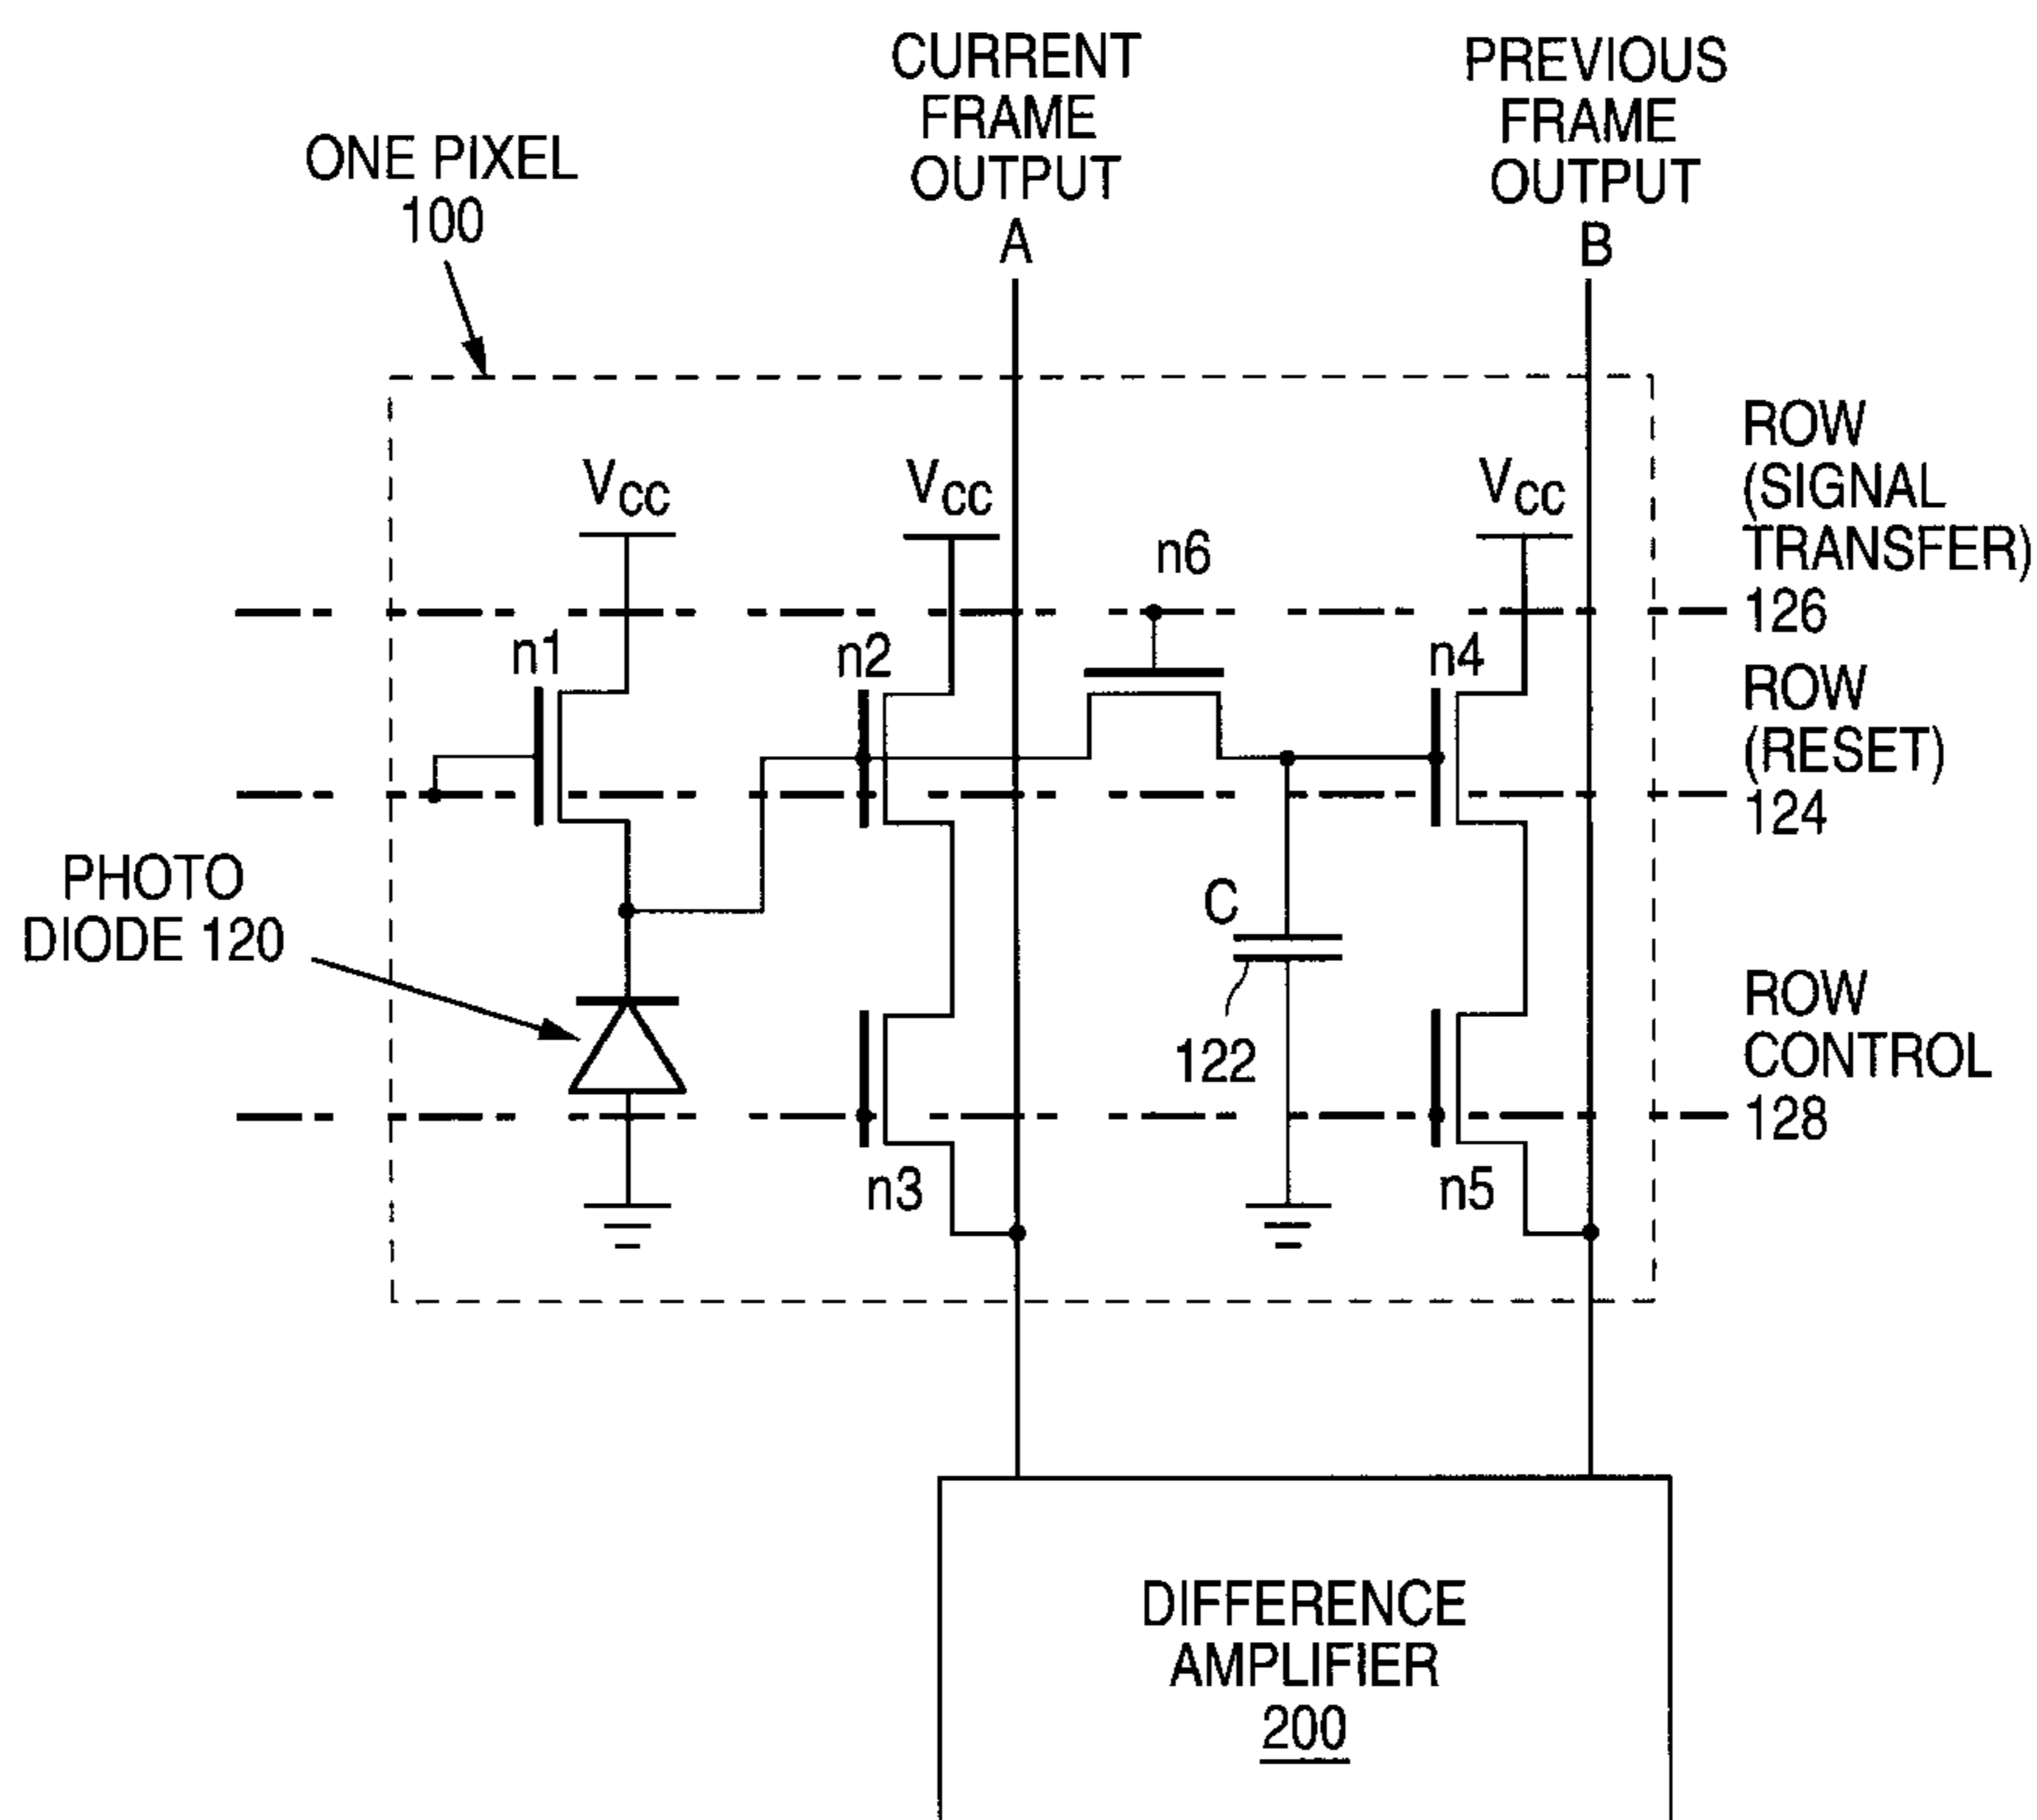 CURRENT
FRAME
OUTPUT
A
PREVIOUS
FRAME
OUTPUT
B
ONE PIXEL
100
VCC
VCC
VCC
n6
ROW
(SIGNAL
TRANSFER)
126
n1
n2
n4
ROW
(RESET)
124
PHOTO
DIODE 120
C
122
ROW
CONTROL
128
n3
n5
DIFFERENCE
AMPLIFIER
200